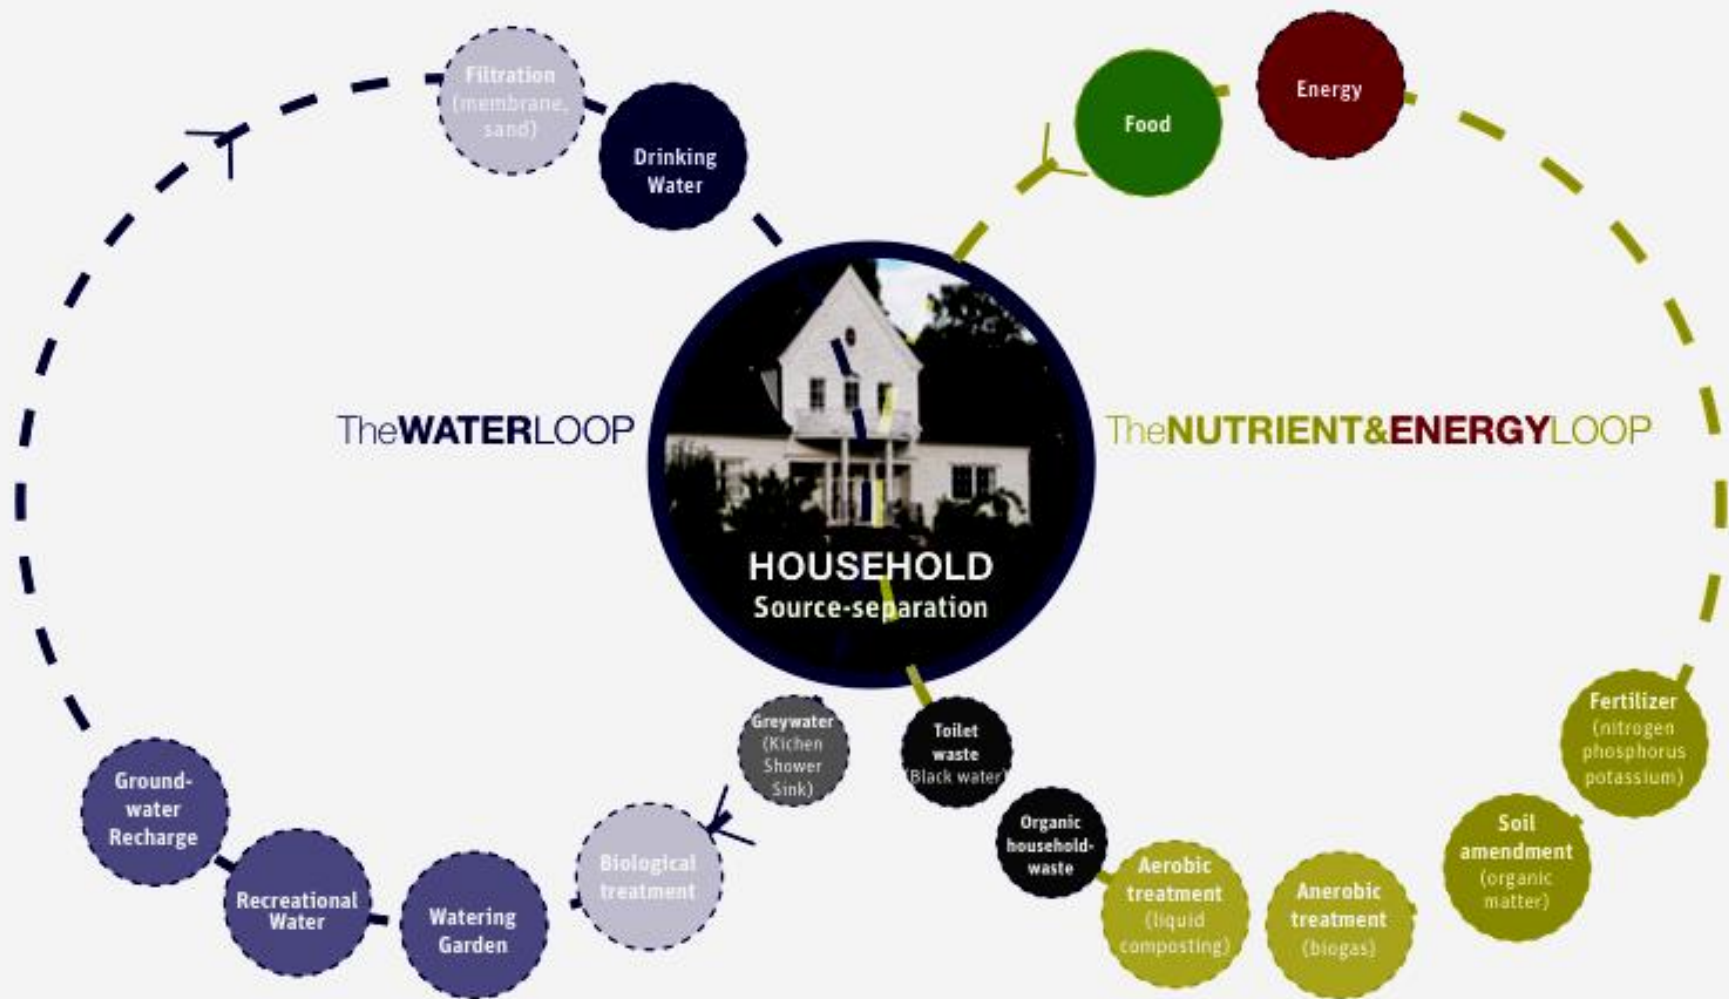 Filtration
(membrane,
sand)
Drinking
Water
Food
Energy
TheWATERLOOP
TheNUTRIENT&ENERGYLOOP
HOUSEHOLD
Source-separation
Greywater
(Kichen
Shower
Sink)
Toilet
waste
(Black water)
Organic
household-
waste
Biological
treatment
Watering
Garden
Recreational
Water
Ground-
water
Recharge
Aerobic
treatment
(liquid
composting)
Anerobic
treatment
(biogas)
Soil
amendment
(organic
matter)
Fertilizer
(nitrogen
phosphorus
potassium)